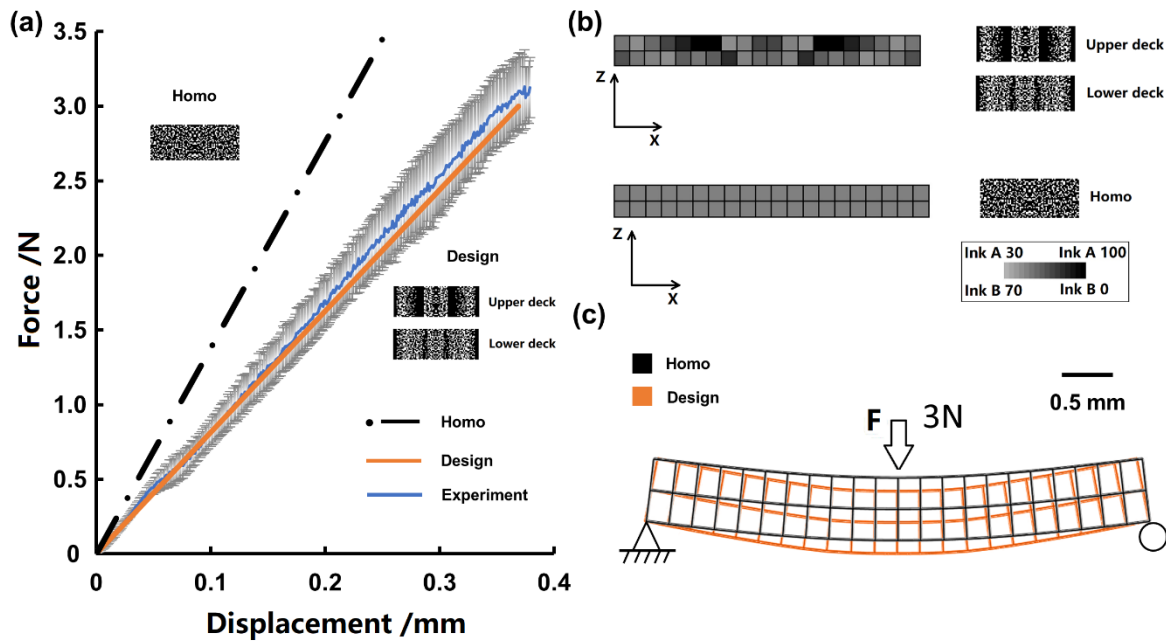 (a)
3.5
3.0
2.5
2.0
1.5
1.0
0.5
0
Force /N
0
0.1
0.2
0.3
0.4
Displacement /mm
Homo
Design
Upper deck
Lower deck
Homo
Design
Experiment
(b)
Z
X
Upper deck
Lower deck
Z
X
Homo
Ink A 30 Ink A 100
Ink B 70 Ink B 0
(c)
Homo
Design
0.5 mm
F 3N